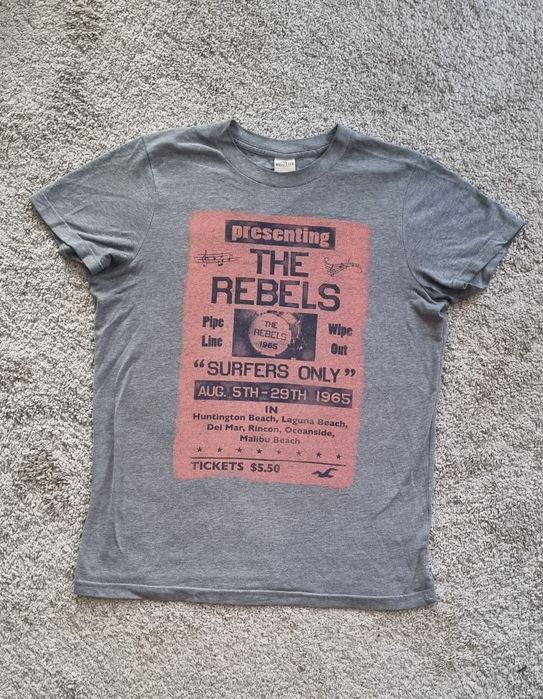 HOLLISTER
presenting
THE
REBELS
Pipe
Line
THE
REBELS
1965
Wipe
Out
"SURFERS ONLY"
AUG. 5TH-29TH 1965
IN
Huntington Beach, Laguna Beach,
Del Mar, Rincon, Oceanside,
Malibu Beach
TICKETS $5.50